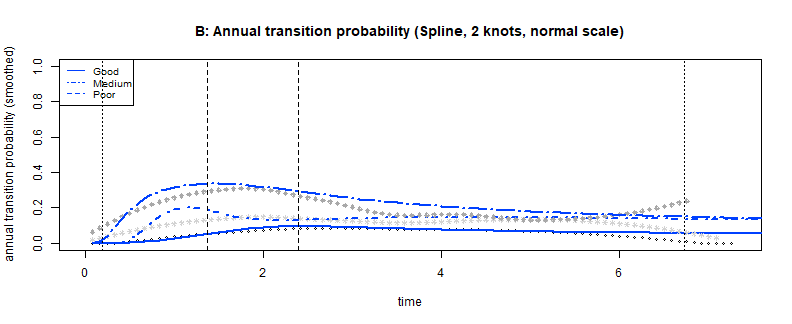 B: Annual transition probability (Spline, 2 knots, normal scale)
annual transition probability (smoothed)
1.0
0.8
0.6
0.4
0.2
0.0
Good
Medium
Poor
0 2 4 6
time